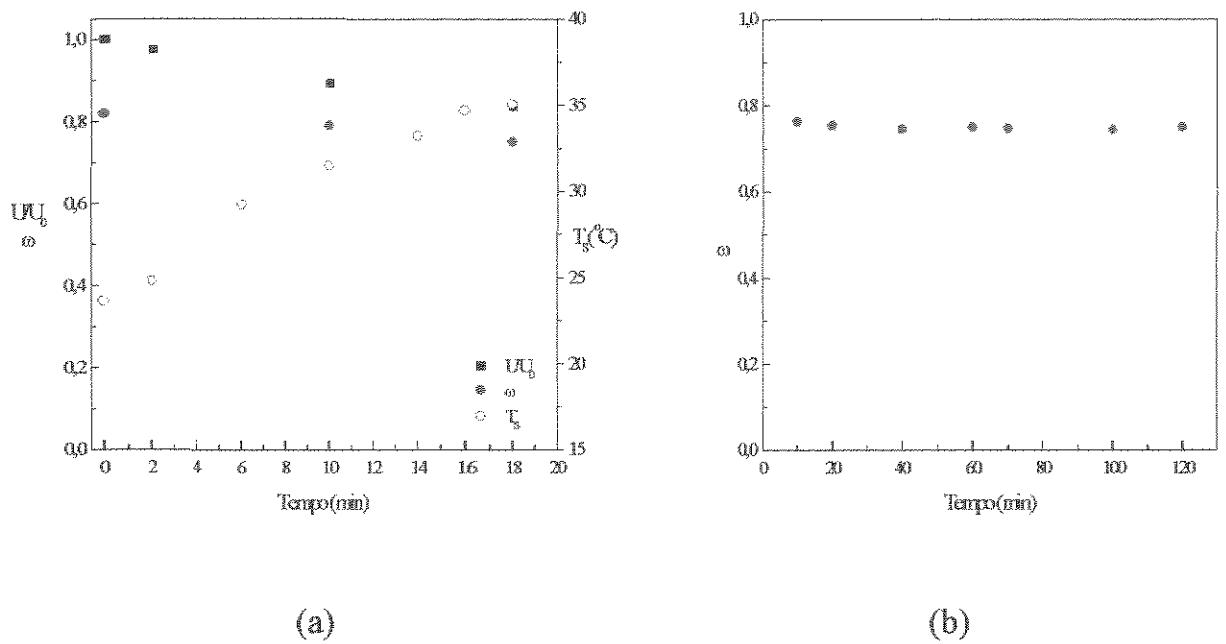 1,0
0,8
0,6
0,4
0,2
0,0
U/U₀
ω
0 2 4 6 8 10 12 14 16 18 20
Tempo (min)
40
35
30
25
20
15
Tₛ(°C)
U/U₀
ω
Tₛ
(a)
1,0
0,8
0,6
0,4
0,2
0,0
ω
0 20 40 60 80 100 120
Tempo (min)
(b)